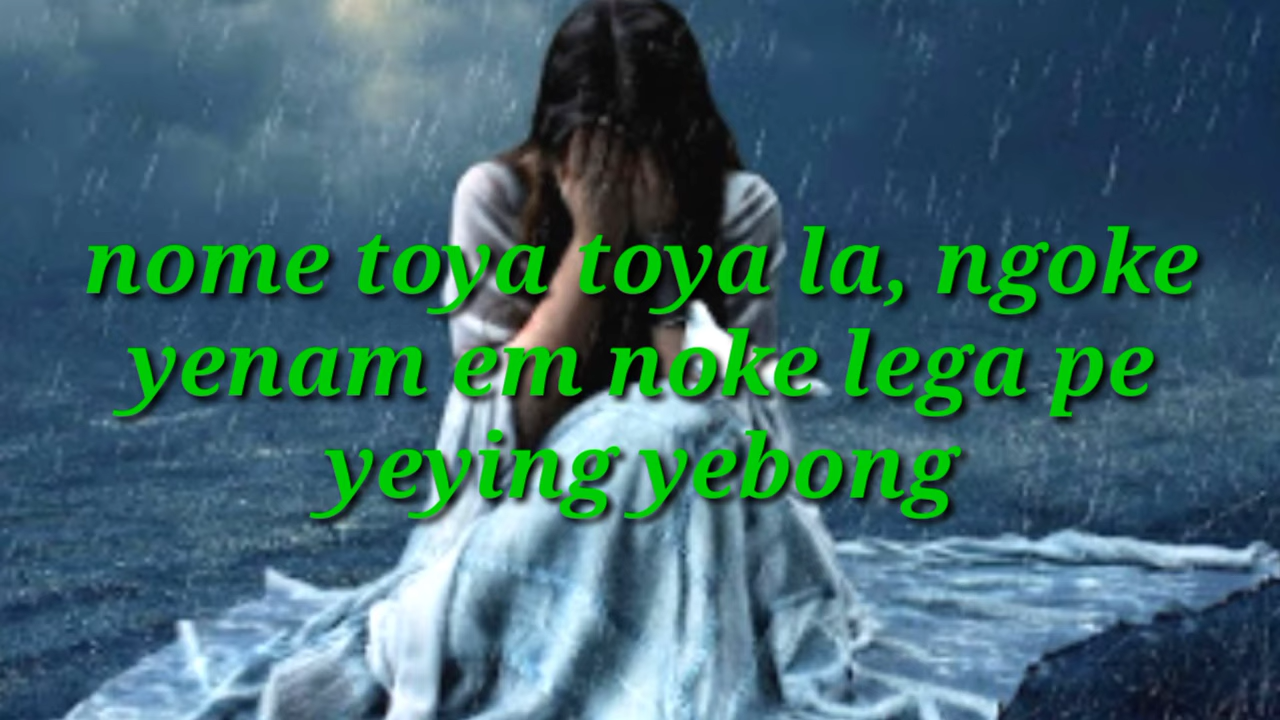 nome toya toya la, ngoke
yenam em noke lega pe
yeying yebong